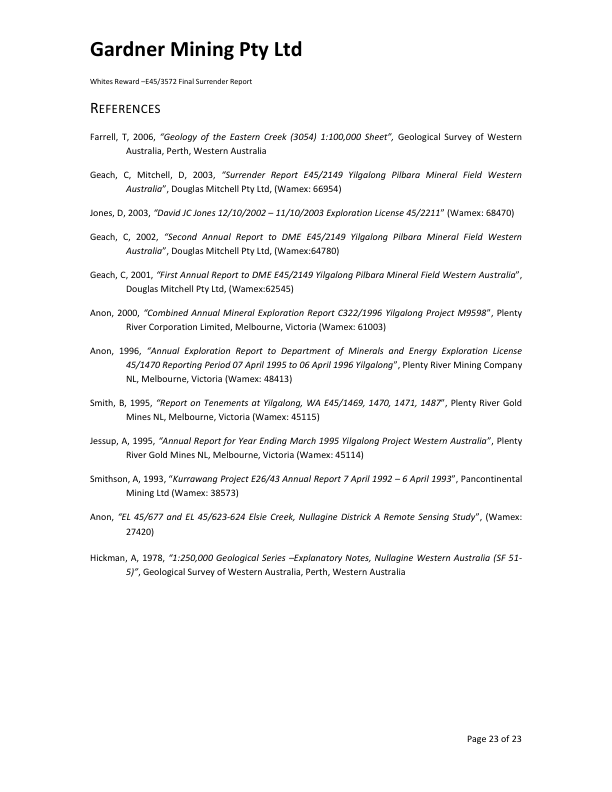 Gardner Mining Pty Ltd
Whites Reward –E45/3572 Final Surrender Report
REFERENCES
Farrell, T, 2006, “Geology of the Eastern Creek (3054) 1:100,000 Sheet”, Geological Survey of Western
Australia, Perth, Western Australia
Geach, C, Mitchell, D, 2003, “Surrender Report E45/2149 Yilgalong Pilbara Mineral Field Western
Australia”, Douglas Mitchell Pty Ltd, (Wamex: 66954)
Jones, D, 2003, “David JC Jones 12/10/2002 – 11/10/2003 Exploration License 45/2211” (Wamex: 68470)
Geach, C, 2002, “Second Annual Report to DME E45/2149 Yilgalong Pilbara Mineral Field Western
Australia”, Douglas Mitchell Pty Ltd, (Wamex:64780)
Geach, C, 2001, “First Annual Report to DME E45/2149 Yilgalong Pilbara Mineral Field Western Australia”,
Douglas Mitchell Pty Ltd, (Wamex:62545)
Anon, 2000, “Combined Annual Mineral Exploration Report C322/1996 Yilgalong Project M9598”, Plenty
River Corporation Limited, Melbourne, Victoria (Wamex: 61003)
Anon, 1996, “Annual Exploration Report to Department of Minerals and Energy Exploration License
45/1470 Reporting Period 07 April 1995 to 06 April 1996 Yilgalong”, Plenty River Mining Company
NL, Melbourne, Victoria (Wamex: 48413)
Smith, B, 1995, “Report on Tenements at Yilgalong, WA E45/1469, 1470, 1471, 1487”, Plenty River Gold
Mines NL, Melbourne, Victoria (Wamex: 45115)
Jessup, A, 1995, “Annual Report for Year Ending March 1995 Yilgalong Project Western Australia”, Plenty
River Gold Mines NL, Melbourne, Victoria (Wamex: 45114)
Smithson, A, 1993, “Kurrawang Project E26/43 Annual Report 7 April 1992 – 6 April 1993”, Pancontinental
Mining Ltd (Wamex: 38573)
Anon, “EL 45/677 and EL 45/623-624 Elsie Creek, Nullagine Districk A Remote Sensing Study”, (Wamex:
27420)
Hickman, A, 1978, “1:250,000 Geological Series –Explanatory Notes, Nullagine Western Australia (SF 51-
5)”, Geological Survey of Western Australia, Perth, Western Australia
Page 23 of 23